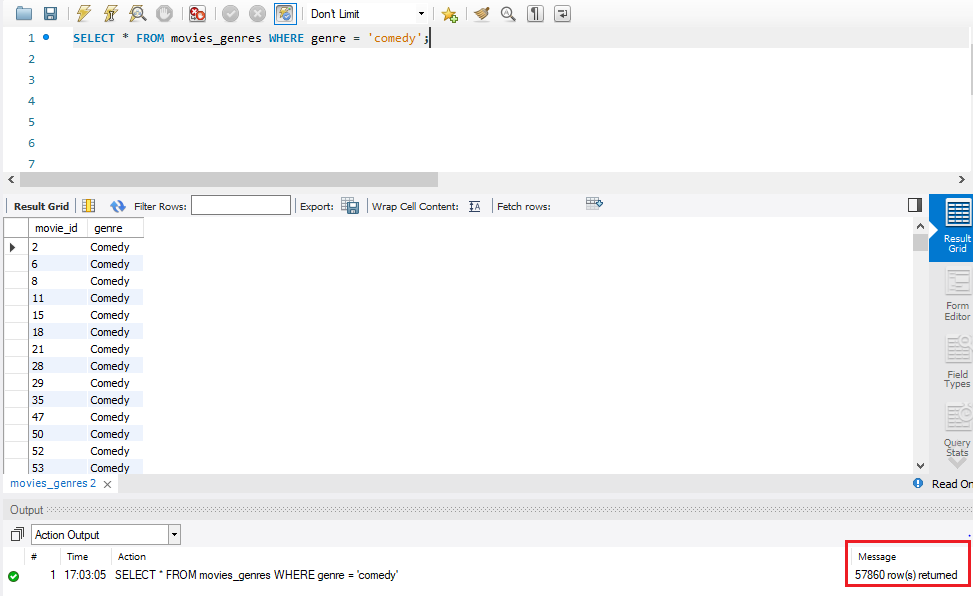 Don't Limit
1 SELECT * FROM movies_genres WHERE genre = 'comedy';
2
3
4
5
6
7
Result Grid Filter Rows: Export: Wrap Cell Content: Fetch rows:
movie_id genre
2 Comedy
6 Comedy
8 Comedy
11 Comedy
15 Comedy
18 Comedy
21 Comedy
28 Comedy
29 Comedy
35 Comedy
47 Comedy
50 Comedy
52 Comedy
53 Comedy
Result
Grid
Form
Editor
Field
Types
Query
Stats
movies_genres 2
Read On
Output
Action Output
# Time Action Message
1 17:03:05 SELECT * FROM movies_genres WHERE genre = 'comedy' 57860 row(s) returned